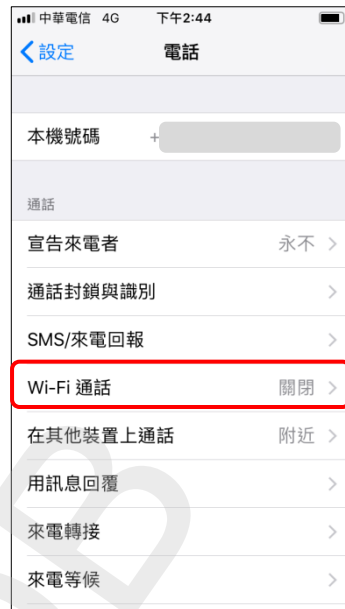 中華電信 4G 下午2:44
設定 電話
本機號碼 +
通話
宣告來電者 永不
通話封鎖與識別
SMS/來電回報
Wi-Fi 通話 關閉
在其他裝置上通話 附近
用訊息回覆
來電轉接
來電等候